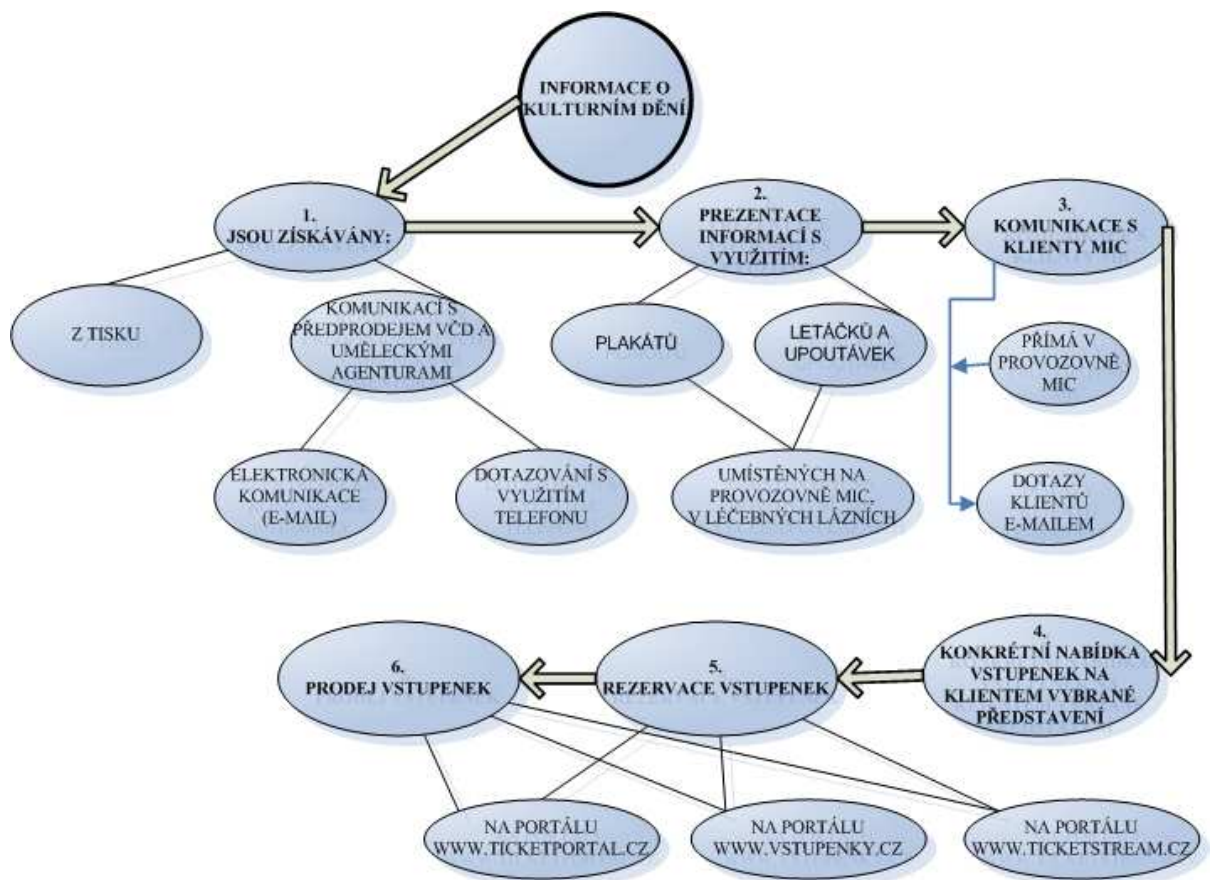 INFORMACE O
KULTURNÍM DĚNÍ
1.
JSOU ZÍSKÁVÁNY:
2.
PREZENTACE
INFORMACÍ S
VYUŽITÍM:
3.
KOMUNIKACE S
KLIENTY MIC
Z TISKU
KOMUNIKACÍ S
PŘEDPRODEJEM VČD A
UMĚLECKÝMI
AGENTURAMI
PLAKÁTŮ
LETÁČKŮ A
UPOUTÁVEK
PŘÍMÁ V
PROVOZOVNĚ
MIC
ELEKTRONICKÁ
KOMUNIKACE
(E-MAIL)
DOTAZOVÁNÍ S
VYUŽITÍM
TELEFONU
UMÍSTĚNÝCH NA
PROVOZOVNĚ MIC,
V LÉČEBNÝCH LÁZNÍCH
DOTAZY
KLIENTŮ
E-MAILEM
4.
KONKRÉTNÍ NABÍDKA
VSTUPENEK NA
KLIENTEM VYBRANÉ
PŘEDSTAVENÍ
5.
REZERVACE VSTUPENEK
6.
PRODEJ VSTUPENEK
NA PORTÁLU
WWW.TICKETPORTAL.CZ
NA PORTÁLU
WWW.VSTUPENKY.CZ
NA PORTÁLU
WWW.TICKETSTREAM.CZ